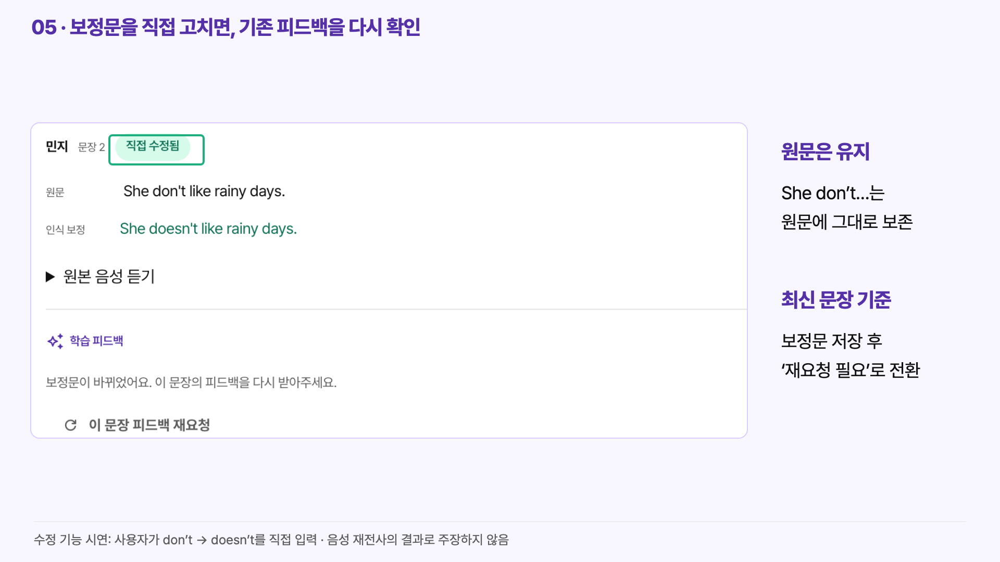 05 · 보정문을 직접 고치면, 기존 피드백을 다시 확인
민지 문장 2 직접 수정됨
원문 She don't like rainy days.
인식 보정 She doesn't like rainy days.
▶ 원본 음성 듣기
학습 피드백
보정문이 바뀌었어요. 이 문장의 피드백을 다시 받아주세요.
이 문장 피드백 재요청
원문은 유지
She don’t...는
원문에 그대로 보존
최신 문장 기준
보정문 저장 후
‘재요청 필요’로 전환
수정 기능 시연: 사용자가 don’t → doesn’t를 직접 입력 · 음성 재전사의 결과로 주장하지 않음